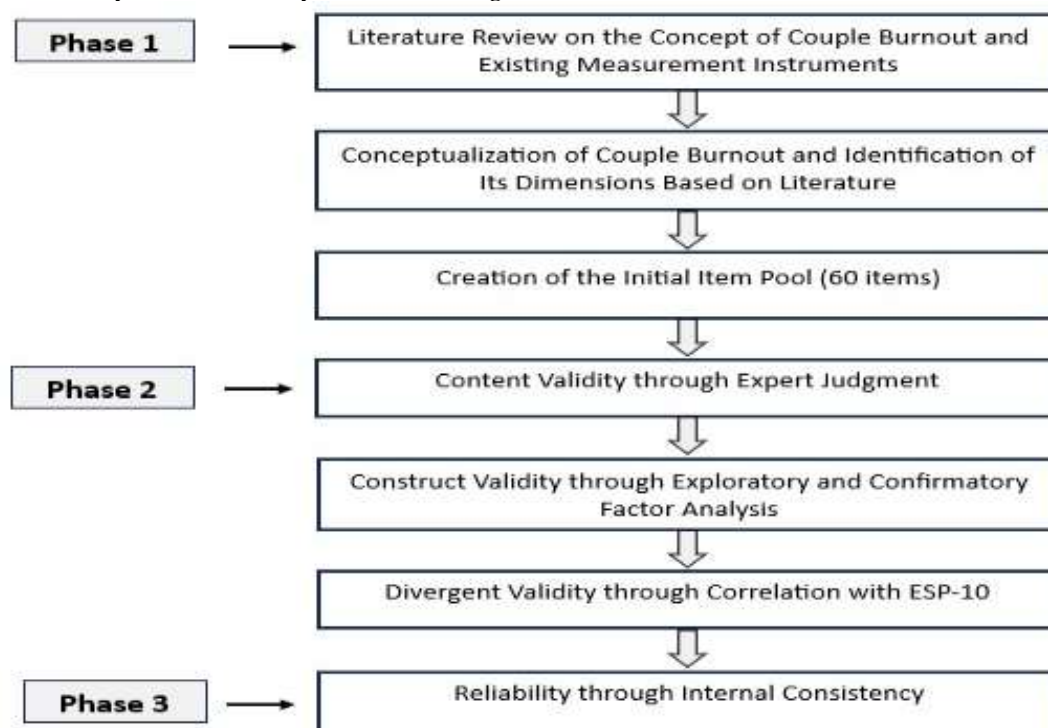 Phase 1
Literature Review on the Concept of Couple Burnout and
Existing Measurement Instruments
Conceptualization of Couple Burnout and Identification of
Its Dimensions Based on Literature
Creation of the Initial Item Pool (60 items)
Phase 2
Content Validity through Expert Judgment
Construct Validity through Exploratory and Confirmatory
Factor Analysis
Divergent Validity through Correlation with ESP-10
Phase 3
Reliability through Internal Consistency